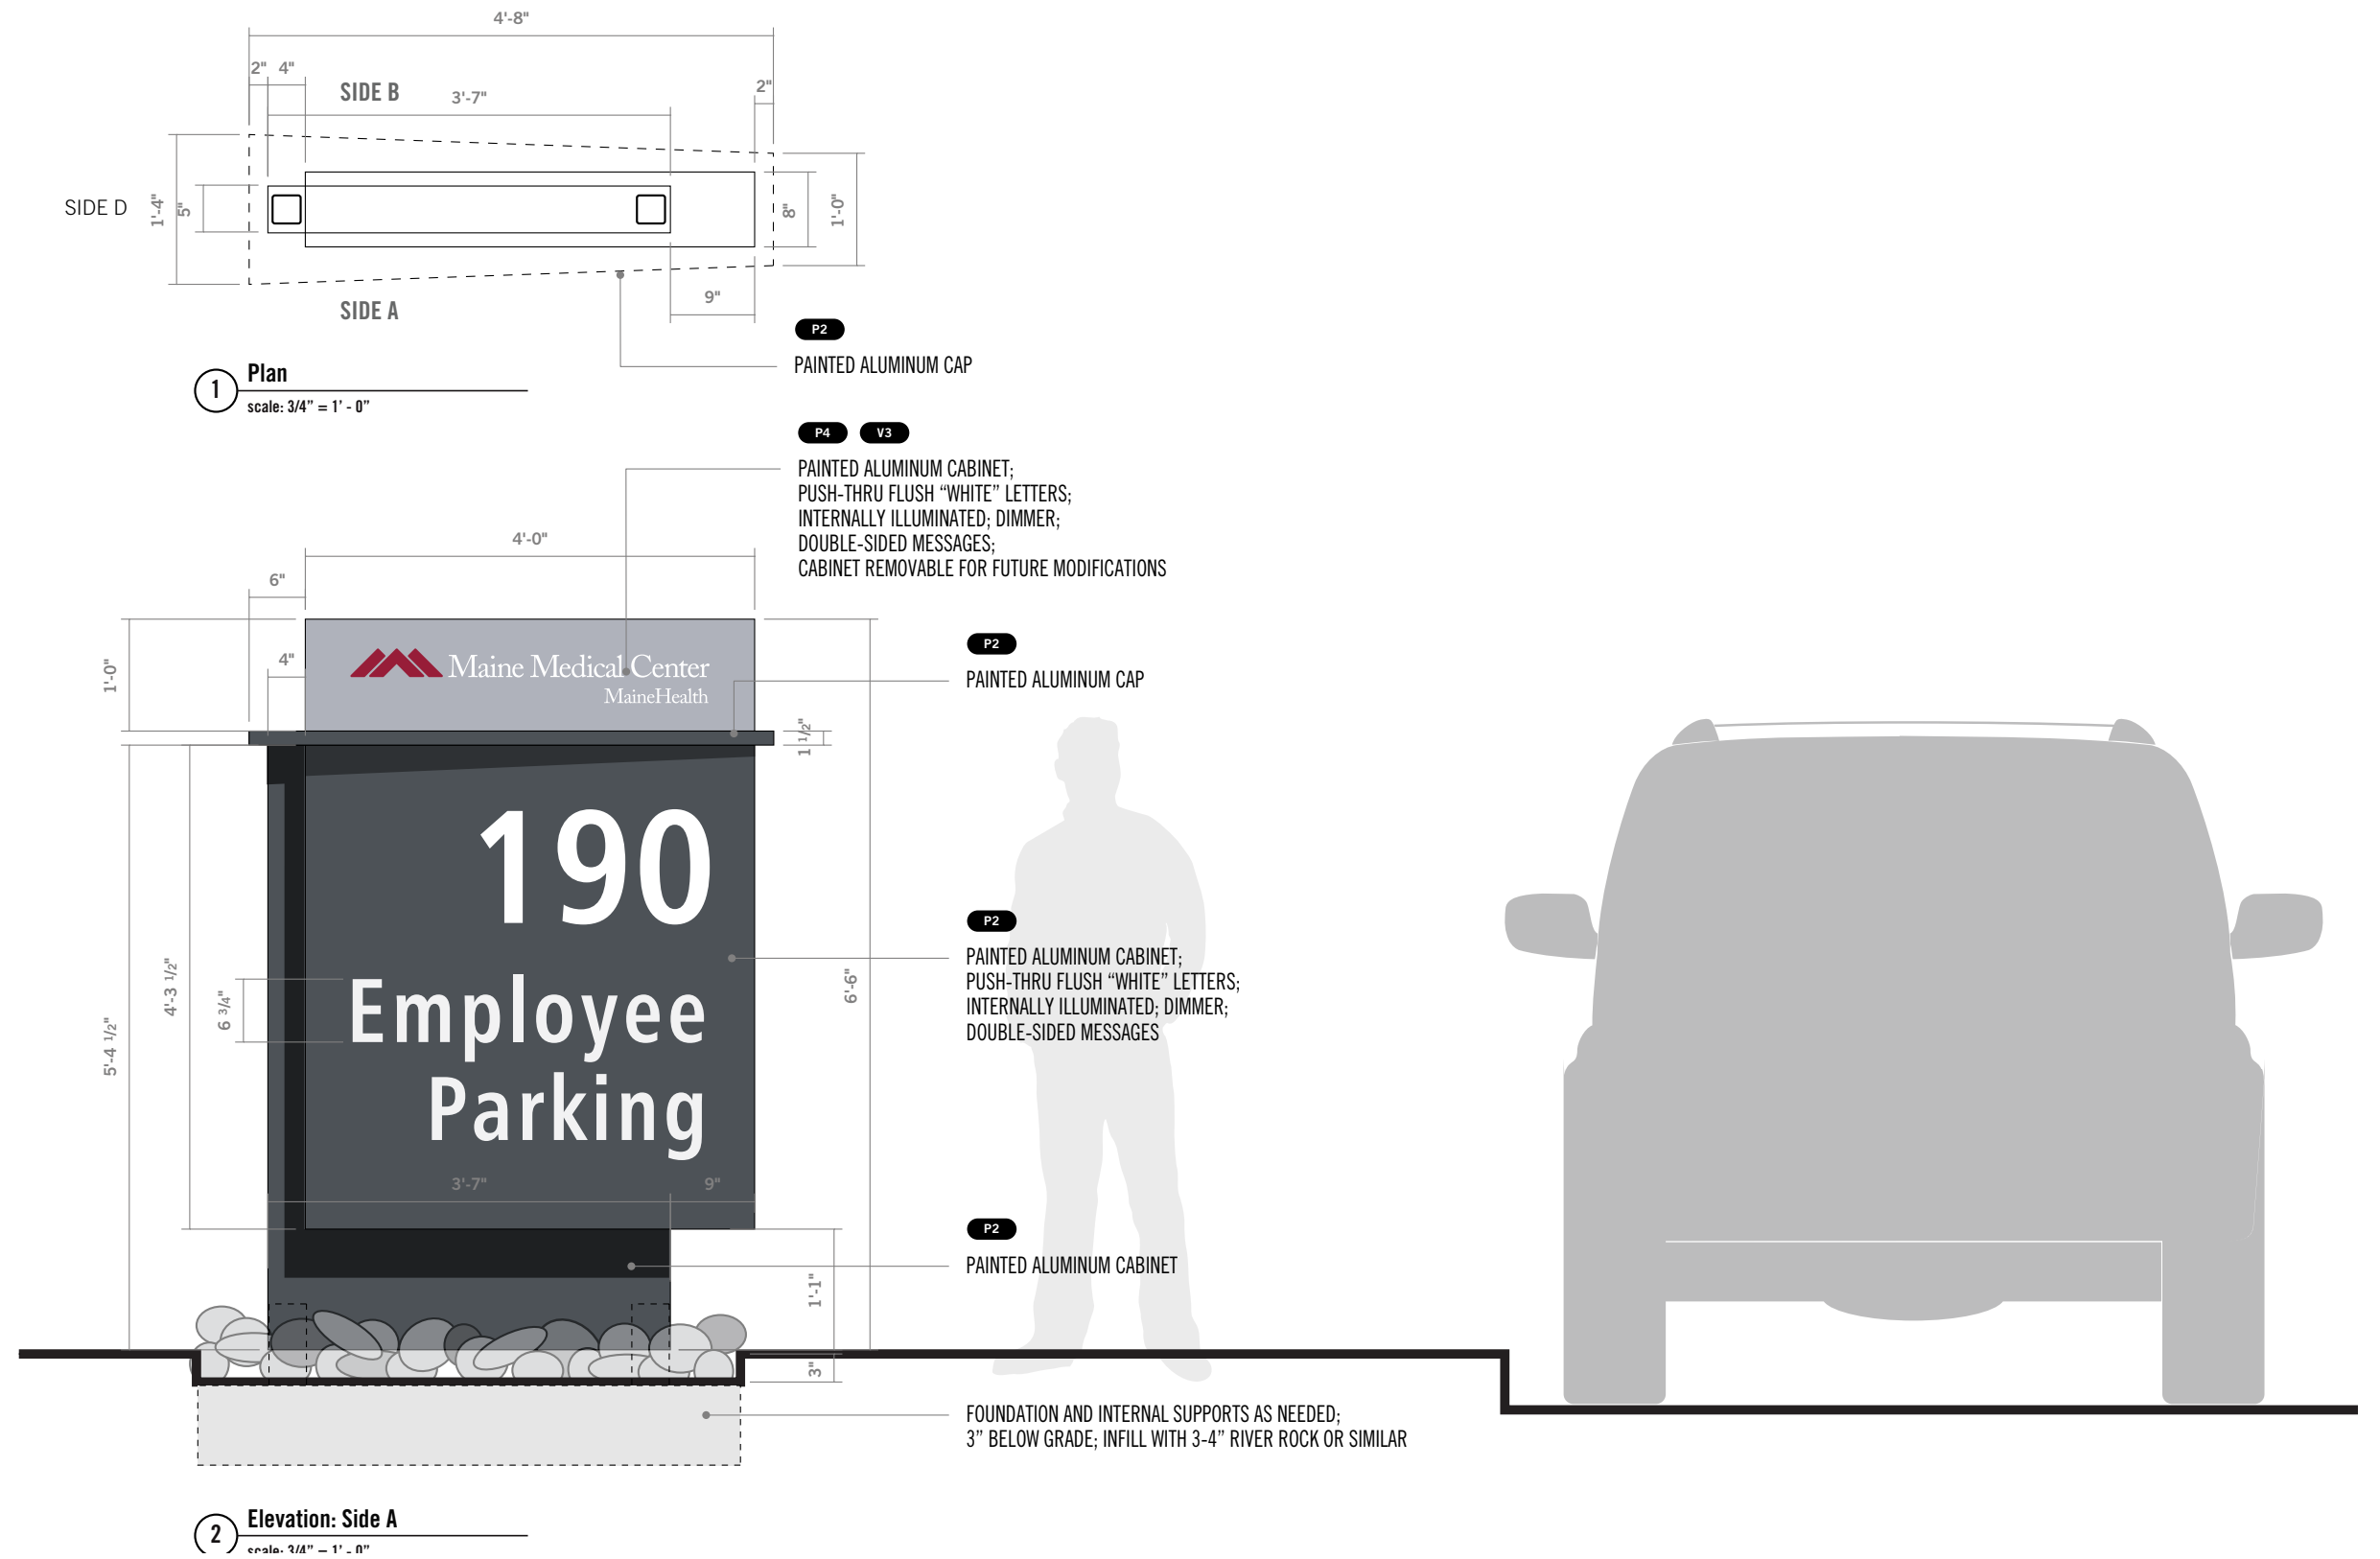 4'-8"
2" 4"
SIDE B
3'-7"
2"
SIDE D
1'-4"
5"
8"
1'-0"
SIDE A
9"
P2
PAINTED ALUMINUM CAP
1
Plan
scale: 3/4” = 1’ - 0”
P4 V3
PAINTED ALUMINUM CABINET;
PUSH-THRU FLUSH “WHITE” LETTERS;
INTERNALLY ILLUMINATED; DIMMER;
DOUBLE-SIDED MESSAGES;
CABINET REMOVABLE FOR FUTURE MODIFICATIONS
4'-0"
6"
1'-0"
4"
Maine Medical Center
MaineHealth
P2
PAINTED ALUMINUM CAP
1 1/2"
190
Employee
Parking
5'-4 1/2"
4'-3 1/2"
6 3/4"
6'-6"
P2
PAINTED ALUMINUM CABINET;
PUSH-THRU FLUSH “WHITE” LETTERS;
INTERNALLY ILLUMINATED; DIMMER;
DOUBLE-SIDED MESSAGES
3'-7"
9"
P2
PAINTED ALUMINUM CABINET
1'-1"
3"
FOUNDATION AND INTERNAL SUPPORTS AS NEEDED;
3” BELOW GRADE; INFILL WITH 3-4” RIVER ROCK OR SIMILAR
2
Elevation: Side A
scale: 3/4” = 1’ - 0”